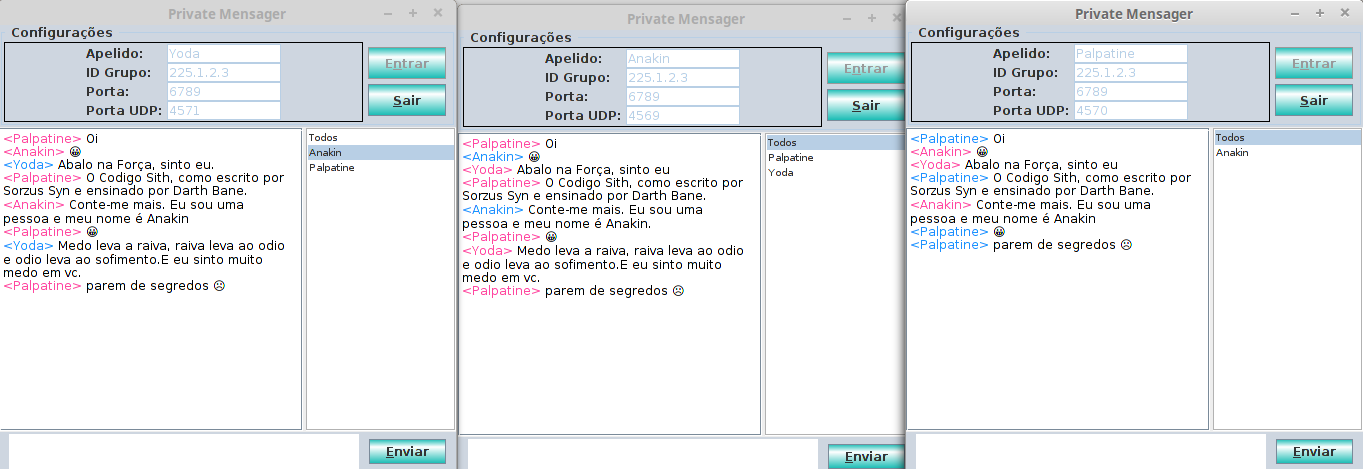 Private Mensager
Configurações
Apelido: Yoda
ID Grupo: 225.1.2.3
Porta: 6789
Porta UDP: 4571
Entrar
Sair
<Palpatine> Oi
<Anakin> 😀
<Yoda> Abalo na Força, sinto eu.
<Palpatine> O Codigo Sith, como escrito por
Sorzus Syn e ensinado por Darth Bane.
<Anakin> Conte-me mais. Eu sou uma
pessoa e meu nome é Anakin
<Palpatine> 😀
<Yoda> Medo leva a raiva, raiva leva ao odio
e odio leva ao sofimento.E eu sinto muito
medo em vc.
<Palpatine> parem de segredos ☹
Todos
Anakin
Palpatine
Enviar
Private Mensager
Configurações
Apelido: Anakin
ID Grupo: 225.1.2.3
Porta: 6789
Porta UDP: 4569
Entrar
Sair
<Palpatine> Oi
<Anakin> 😀
<Yoda> Abalo na Força, sinto eu
<Palpatine> O Codigo Sith, como escrito por
Sorzus Syn e ensinado por Darth Bane.
<Anakin> Conte-me mais. Eu sou uma
pessoa e meu nome é Anakin.
<Palpatine> 😀
<Yoda> Medo leva a raiva, raiva leva ao odio
e odio leva ao sofimento.E eu sinto muito
medo em vc.
<Palpatine> parem de segredos ☹
Todos
Palpatine
Yoda
Enviar
Private Mensager
Configurações
Apelido: Palpatine
ID Grupo: 225.1.2.3
Porta: 6789
Porta UDP: 4570
Entrar
Sair
<Palpatine> Oi
<Anakin> 😀
<Yoda> Abalo na Força, sinto eu
<Palpatine> O Codigo Sith, como escrito por
Sorzus Syn e ensinado por Darth Bane.
<Anakin> Conte-me mais. Eu sou uma
pessoa e meu nome é Anakin
<Palpatine> 😀
<Palpatine> parem de segredos ☹
Todos
Anakin
Enviar